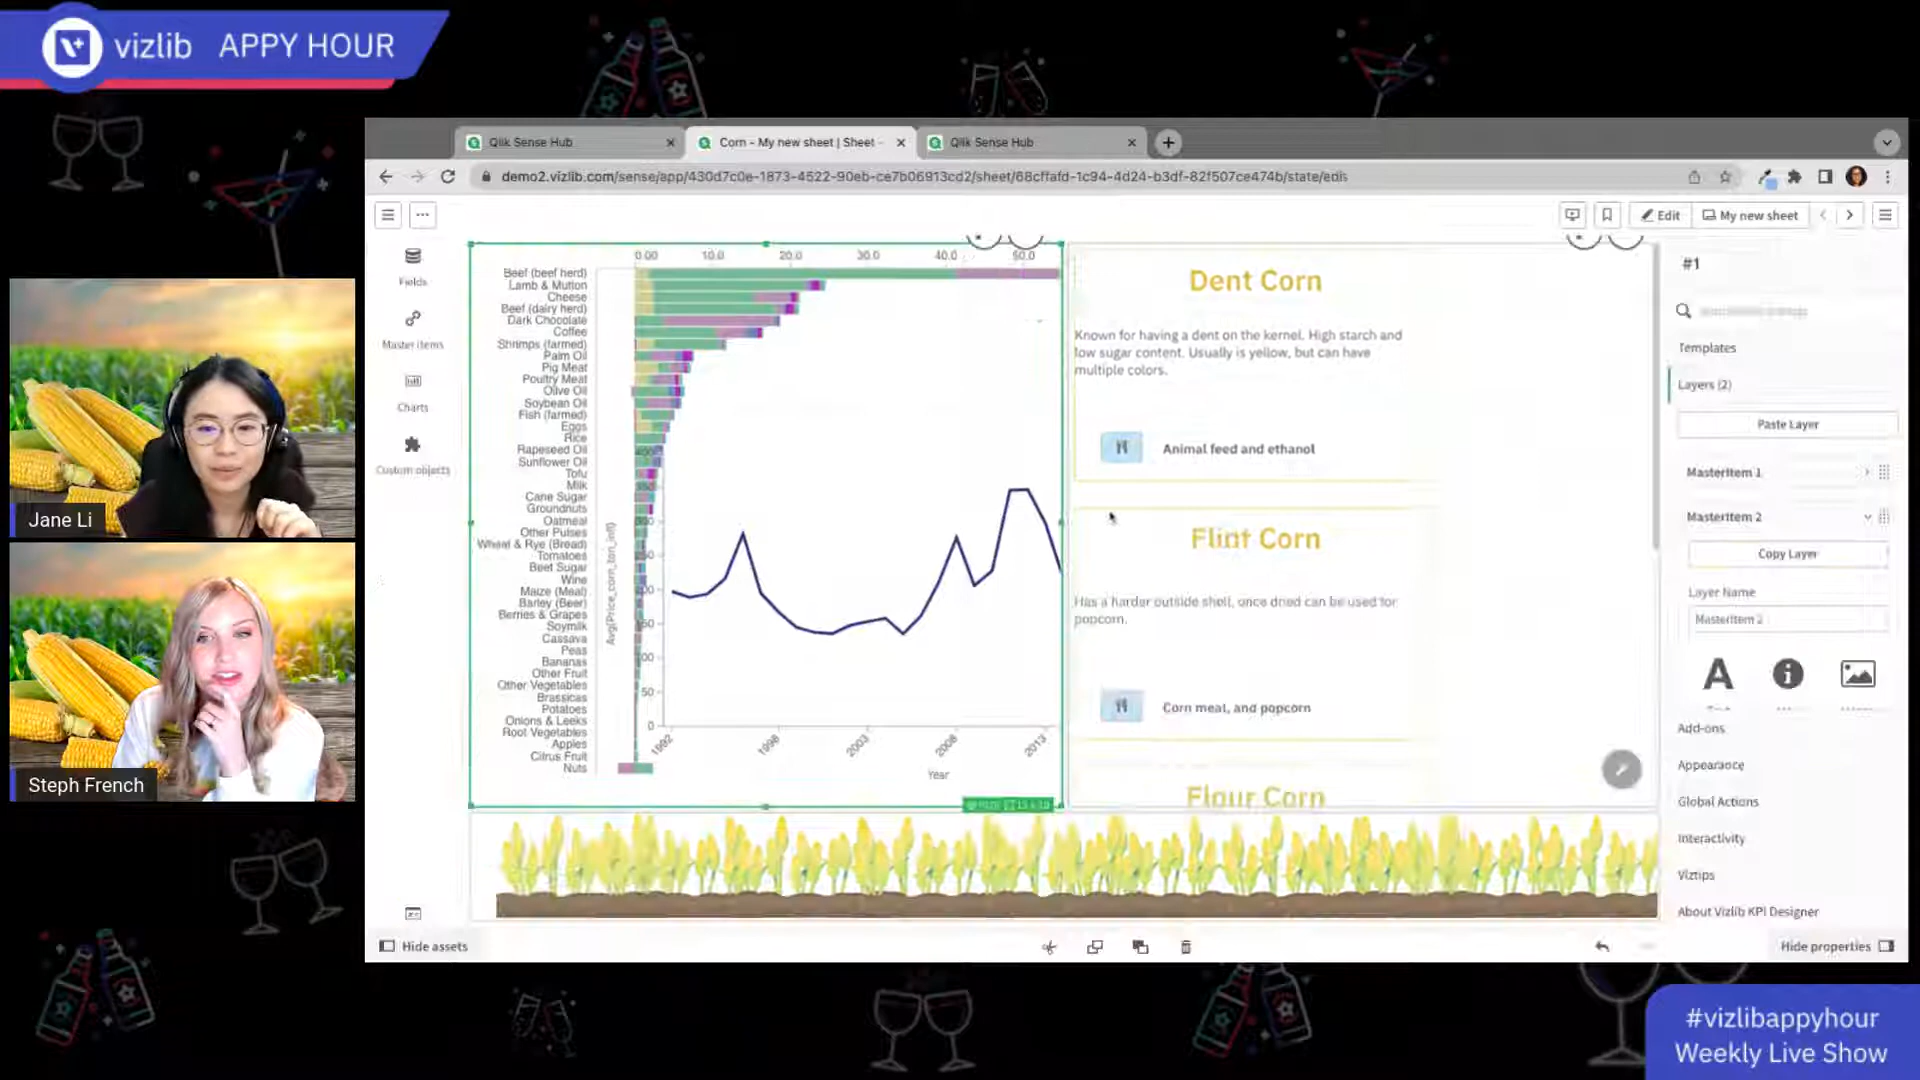 vizlib APPY HOUR
Qlik Sense Hub
Corn - My new sheet | Sheet -
Qlik Sense Hub
demo2.vizlib.com/sense/app/430d7c0e-1873-4522-90eb-ce7b06913cd2/sheet/68cffafd-1c94-4d24-b3df-82f507ce474b/state/edis
Edit
My new sheet
Fields
Master items
Charts
Custom objects
0.00 10.0 20.0 30.0 40.0 50.0
Beef (beef herd)
Lamb & Mutton
Cheese
Beef (dairy herd)
Dark Chocolate
Coffee
Shrimps (farmed)
Palm Oil
Pig Meat
Poultry Meat
Olive Oil
Soybean Oil
Fish (farmed)
Eggs
Rice
Rapeseed Oil
Sunflower Oil
Tofu
Milk
Cane Sugar
Groundnuts
Oatmeal
Other Pulses
Wheat & Rye (Bread)
Tomatoes
Beet Sugar
Wine
Maize (Meal)
Barley (Beer)
Berries & Grapes
Soymilk
Cassava
Peas
Bananas
Other Fruit
Other Vegetables
Brassicas
Potatoes
Onions & Leeks
Root Vegetables
Apples
Citrus Fruit
Nuts
Avg(Price_corn_ton_infl)
50
0
1992 1998 2003 2008 2013
Year
Dent Corn
Known for having a dent on the kernel. High starch and
low sugar content. Usually is yellow, but can have
multiple colors.
Animal feed and ethanol
Flint Corn
Has a harder outside shell, once dried can be used for
popcorn.
Corn meal, and popcorn
Flour Corn
#1
Templates
Layers (2)
Paste Layer
MasterItem 1
MasterItem 2
Copy Layer
Layer Name
MasterItem 2
Add-ons
Appearance
Global Actions
Interactivity
Viztips
About Vizlib KPI Designer
Hide assets
Hide properties
Jane Li
Steph French
#vizlibappyhour
Weekly Live Show